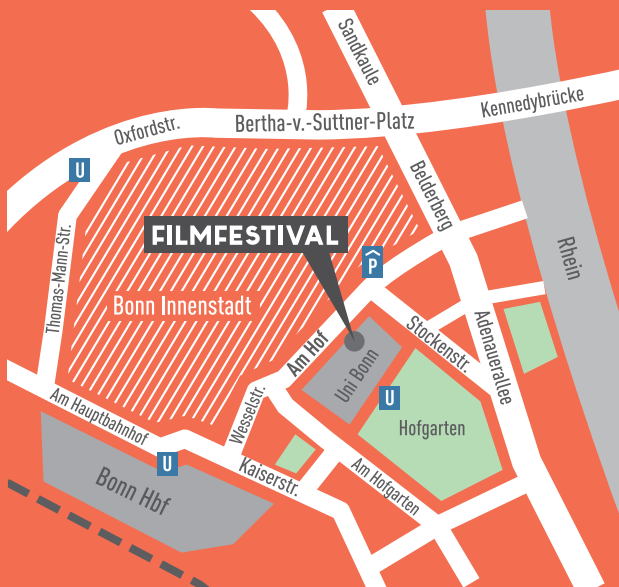 Sandkaule
Kennedybrücke
Oxfordstr.
Bertha-v.-Suttner-Platz
U
Belderberg
Thomas-Mann-Str.
FILMFESTIVAL
P
Rhein
Bonn Innenstadt
Am Hof
Stockenstr.
Adenauerallee
Uni Bonn
U
Wesselstr.
Hofgarten
Am Hauptbahnhof
U
Kaiserstr.
Am Hofgarten
Bonn Hbf